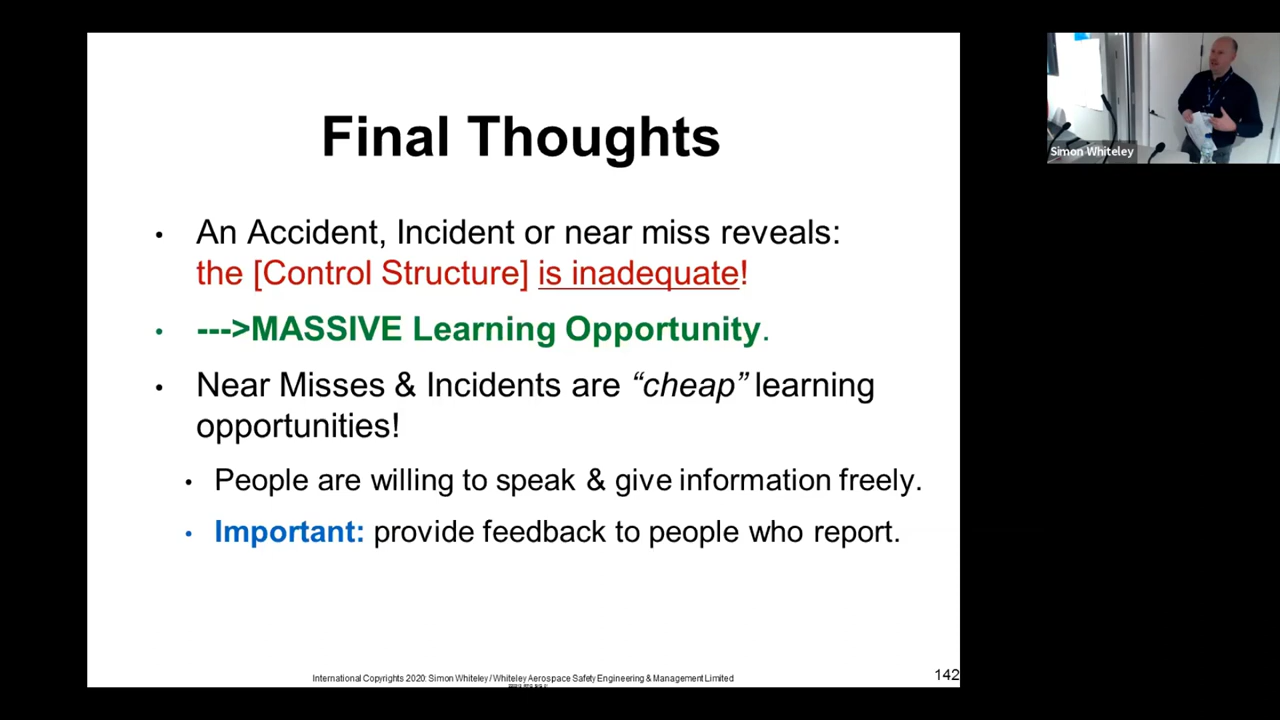 Final Thoughts
• An Accident, Incident or near miss reveals:
the [Control Structure] is inadequate!
• --->MASSIVE Learning Opportunity.
• Near Misses & Incidents are “cheap” learning
opportunities!
• People are willing to speak & give information freely.
• Important: provide feedback to people who report.
International Copyrights 2020: Simon Whiteley / Whiteley Aerospace Safety Engineering & Management Limited
142
Simon Whiteley